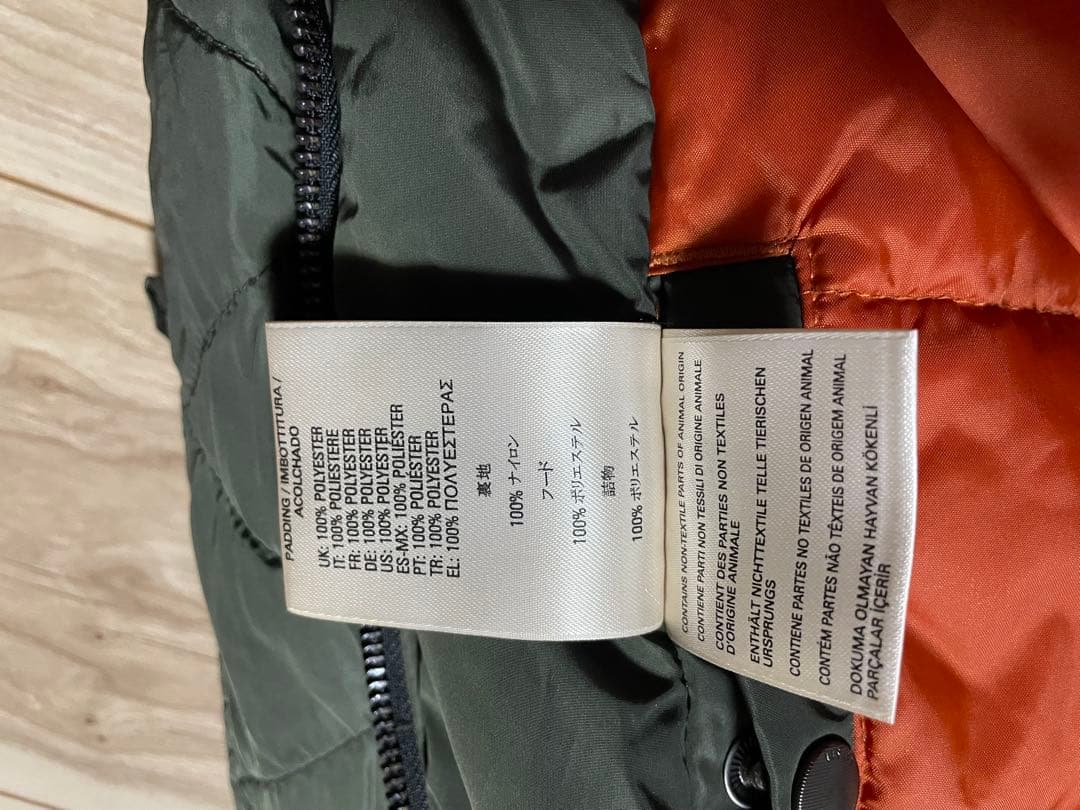 PADDING / IMBOTTITURA /
ACOLCHADO
UK: 100% POLYESTER
IT: 100% POLIESTERE
FR: 100% POLYESTER
DE: 100% POLYESTER
US: 100% POLYESTER
ES-MX: 100% POLIESTER
PT: 100% POLIÉSTER
TR: 100% POLYESTER
EL: 100% ΠΟΛΥΕΣΤΕΡΑΣ
裏地
100% ナイロン
フード
100% ポリエステル
詰物
100% ポリエステル
CONTAINS NON-TEXTILE PARTS OF ANIMAL ORIGIN
CONTIENE PARTI NON TESSILI DI ORIGINE ANIMALE
CONTIENT DES PARTIES NON TEXTILES
D'ORIGINE ANIMALE
ENTHÄLT NICHTTEXTILE TEILE TIERISCHEN
URSPRUNGS
CONTIENE PARTES NO TEXTILES DE ORIGEN ANIMAL
CONTÉM PARTES NÃO TÊXTEIS DE ORIGEM ANIMAL
DOKUMA OLMAYAN HAYVAN KÖKENLİ
PARÇALAR İÇERİR